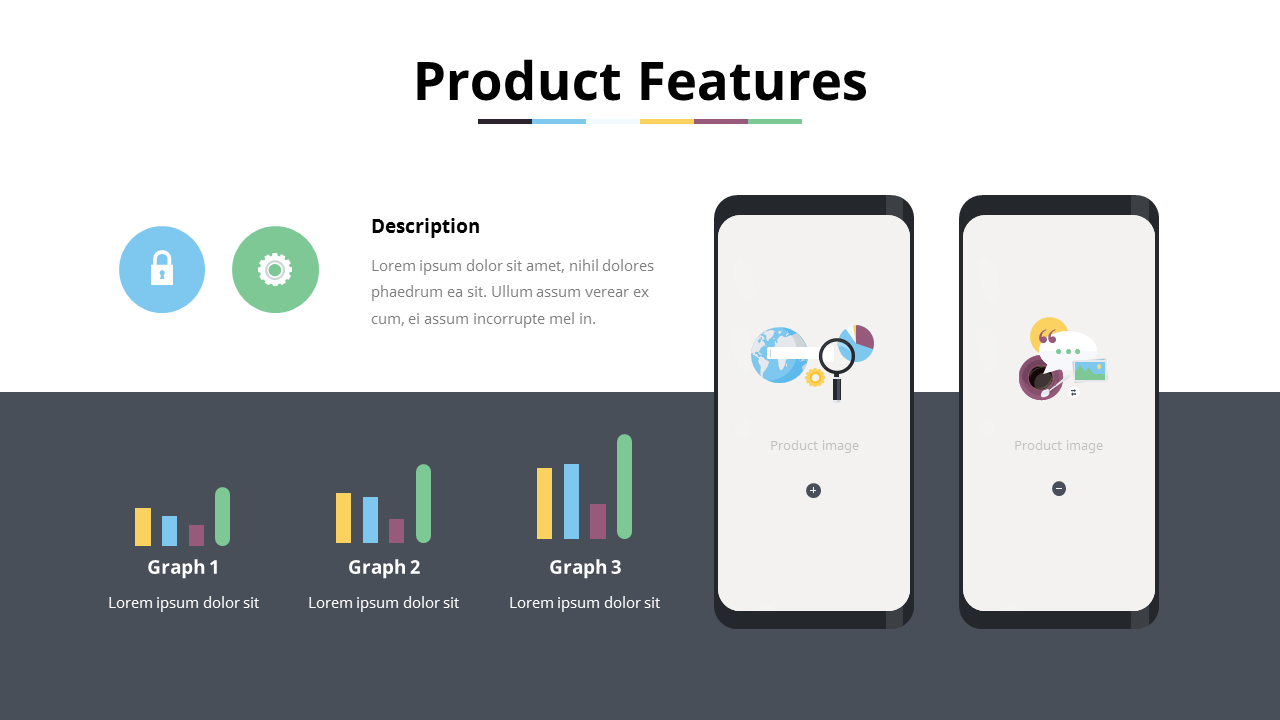 Product Features
Description
Lorem ipsum dolor sit amet, nihil dolores
phaedrum ea sit. Ullum assum verear ex
cum, ei assum incorrupte mel in.
Product image
Product image
Graph 1
Lorem ipsum dolor sit
Graph 2
Lorem ipsum dolor sit
Graph 3
Lorem ipsum dolor sit